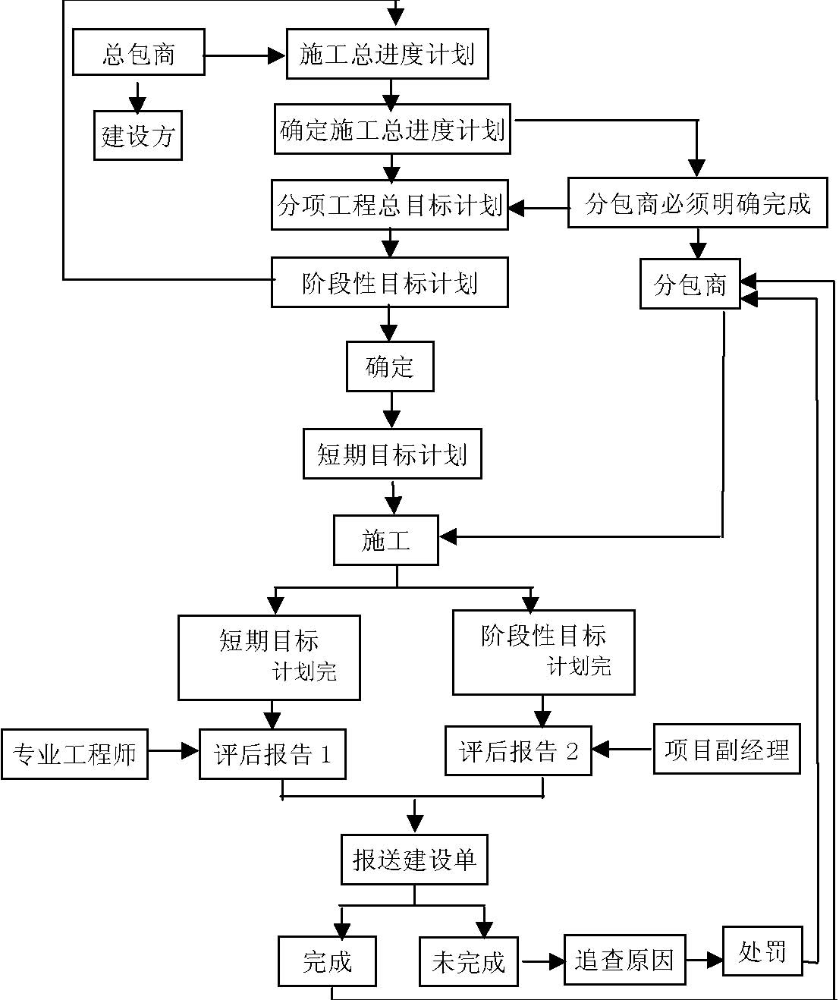 总包商
施工总进度计划
建设方
确定施工总进度计划
分项工程总目标计划
分包商必须明确完成
阶段性目标计划
分包商
确定
短期目标计划
施工
短期目标
计划完
阶段性目标
计划完
专业工程师
评后报告1
评后报告2
项目副经理
报送建设单
完成
未完成
追查原因
处罚